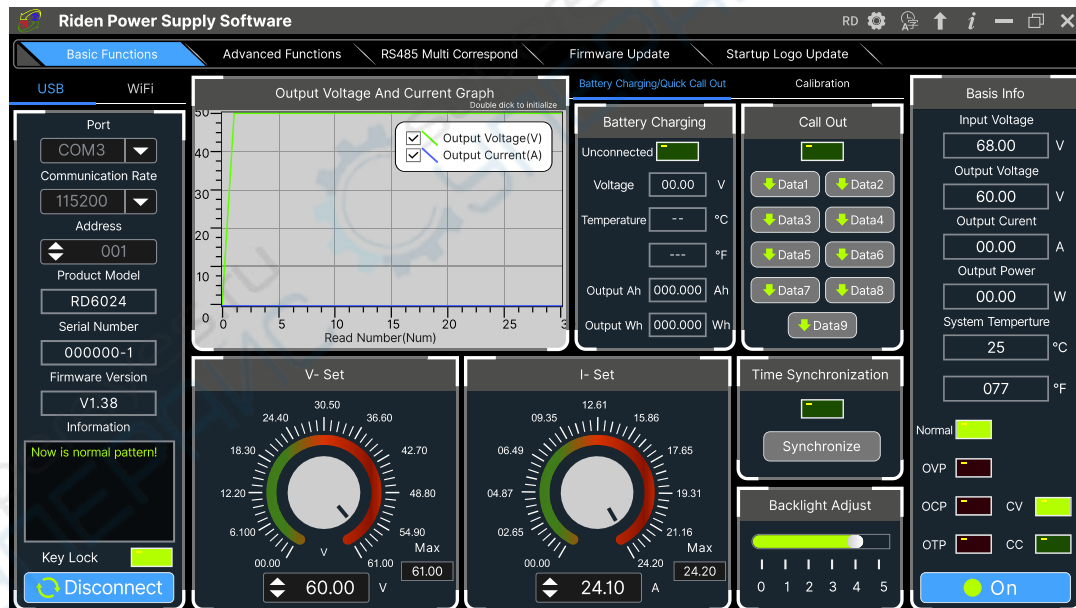 Riden Power Supply Software
RD
Basic Functions
Advanced Functions
RS485 Multi Correspond
Firmware Update
Startup Logo Update
USB
WiFi
Port
COM3
Communication Rate
115200
Address
001
Product Model
RD6024
Serial Number
000000-1
Firmware Version
V1.38
Information
Now is normal pattern!
Key Lock
Disconnect
Output Voltage And Current Graph
Double dick to initialize
Output Voltage(V)
Output Current(A)
50
40
30
20
10
0
0 5 10 15 20 25 3
Read Number(Num)
Battery Charging/Quick Call Out
Calibration
Battery Charging
Unconnected
Voltage 00.00 V
Temperature -- °C
--- °F
Output Ah 000.000 Ah
Output Wh 000.000 Wh
Call Out
Data1 Data2
Data3 Data4
Data5 Data6
Data7 Data8
Data9
V- Set
30.50
24.40 36.60
18.30 42.70
12.20 48.80
6.100 54.90
00.00 V 61.00
Max
61.00
60.00 V
I- Set
12.61
09.35 15.86
06.49 17.65
04.87 19.31
02.65 21.16
00.00 24.20
Max
24.20
24.10 A
Time Synchronization
Synchronize
Backlight Adjust
0 1 2 3 4 5
Basis Info
Input Voltage
68.00 V
Output Voltage
60.00 V
Output Curent
00.00 A
Output Power
00.00 W
System Temperture
25 °C
077 °F
Normal
OVP
OCP CV
OTP CC
On